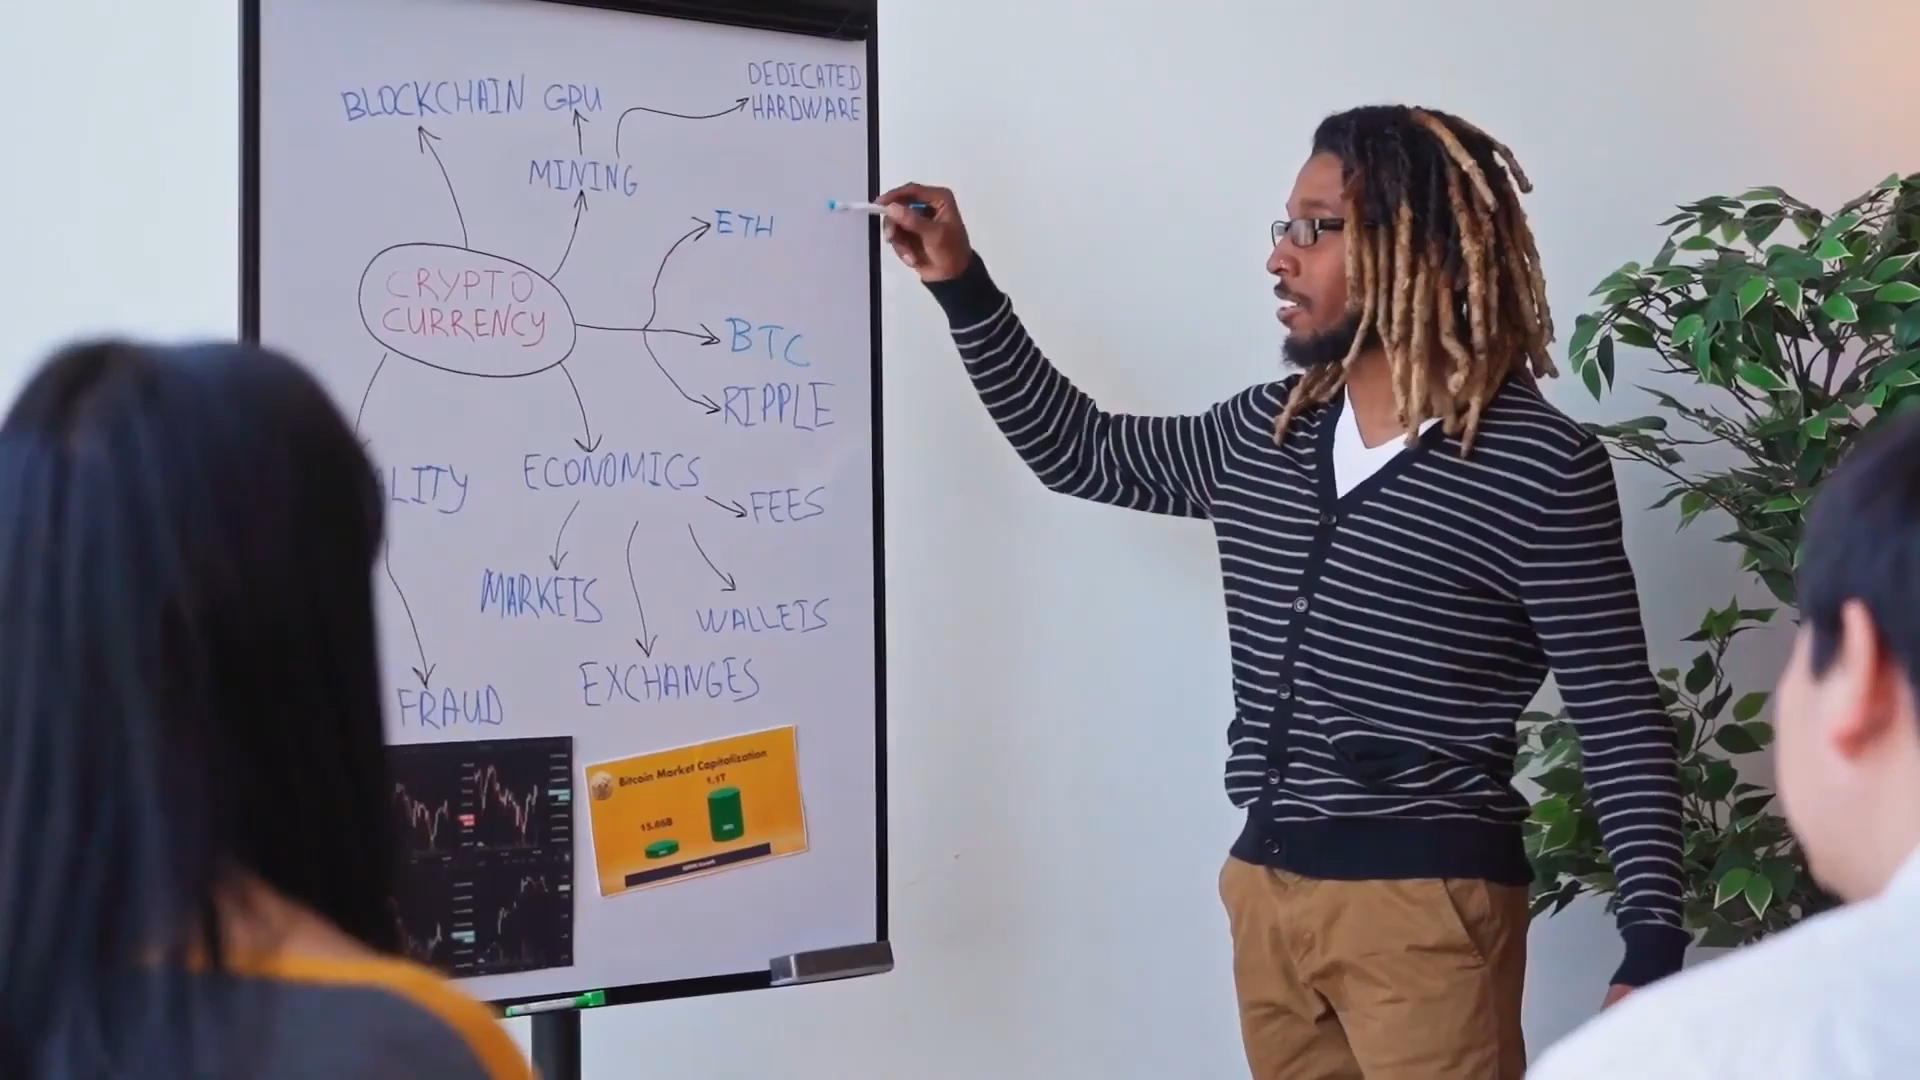 BLOCKCHAIN
GPU
DEDICATED
HARDWARE
MINING
ETH
CRYPTO
CURRENCY
BTC
RIPPLE
LITY
ECONOMICS
FEES
MARKETS
WALLETS
EXCHANGES
FRAUD
Bitcoin Market Capitalization
1.1T
15.05B